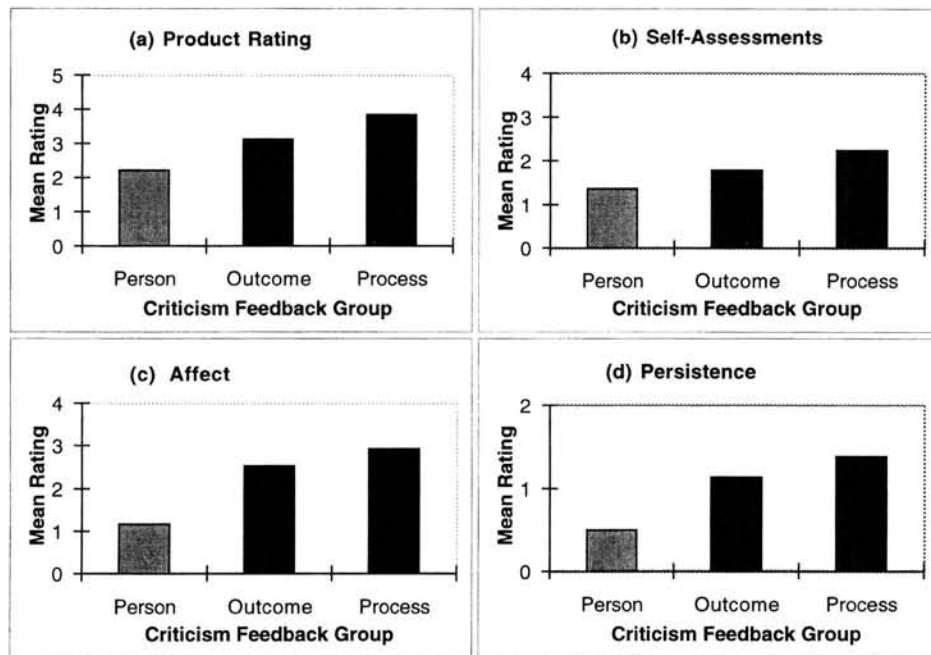 (a) Product Rating
Mean Rating
5
4
3
2
1
0
Person Outcome Process
Criticism Feedback Group
(b) Self-Assessments
Mean Rating
4
3
2
1
0
Person Outcome Process
Criticism Feedback Group
(c) Affect
Mean Rating
4
3
2
1
0
Person Outcome Process
Criticism Feedback Group
(d) Persistence
Mean Rating
2
1
0
Person Outcome Process
Criticism Feedback Group